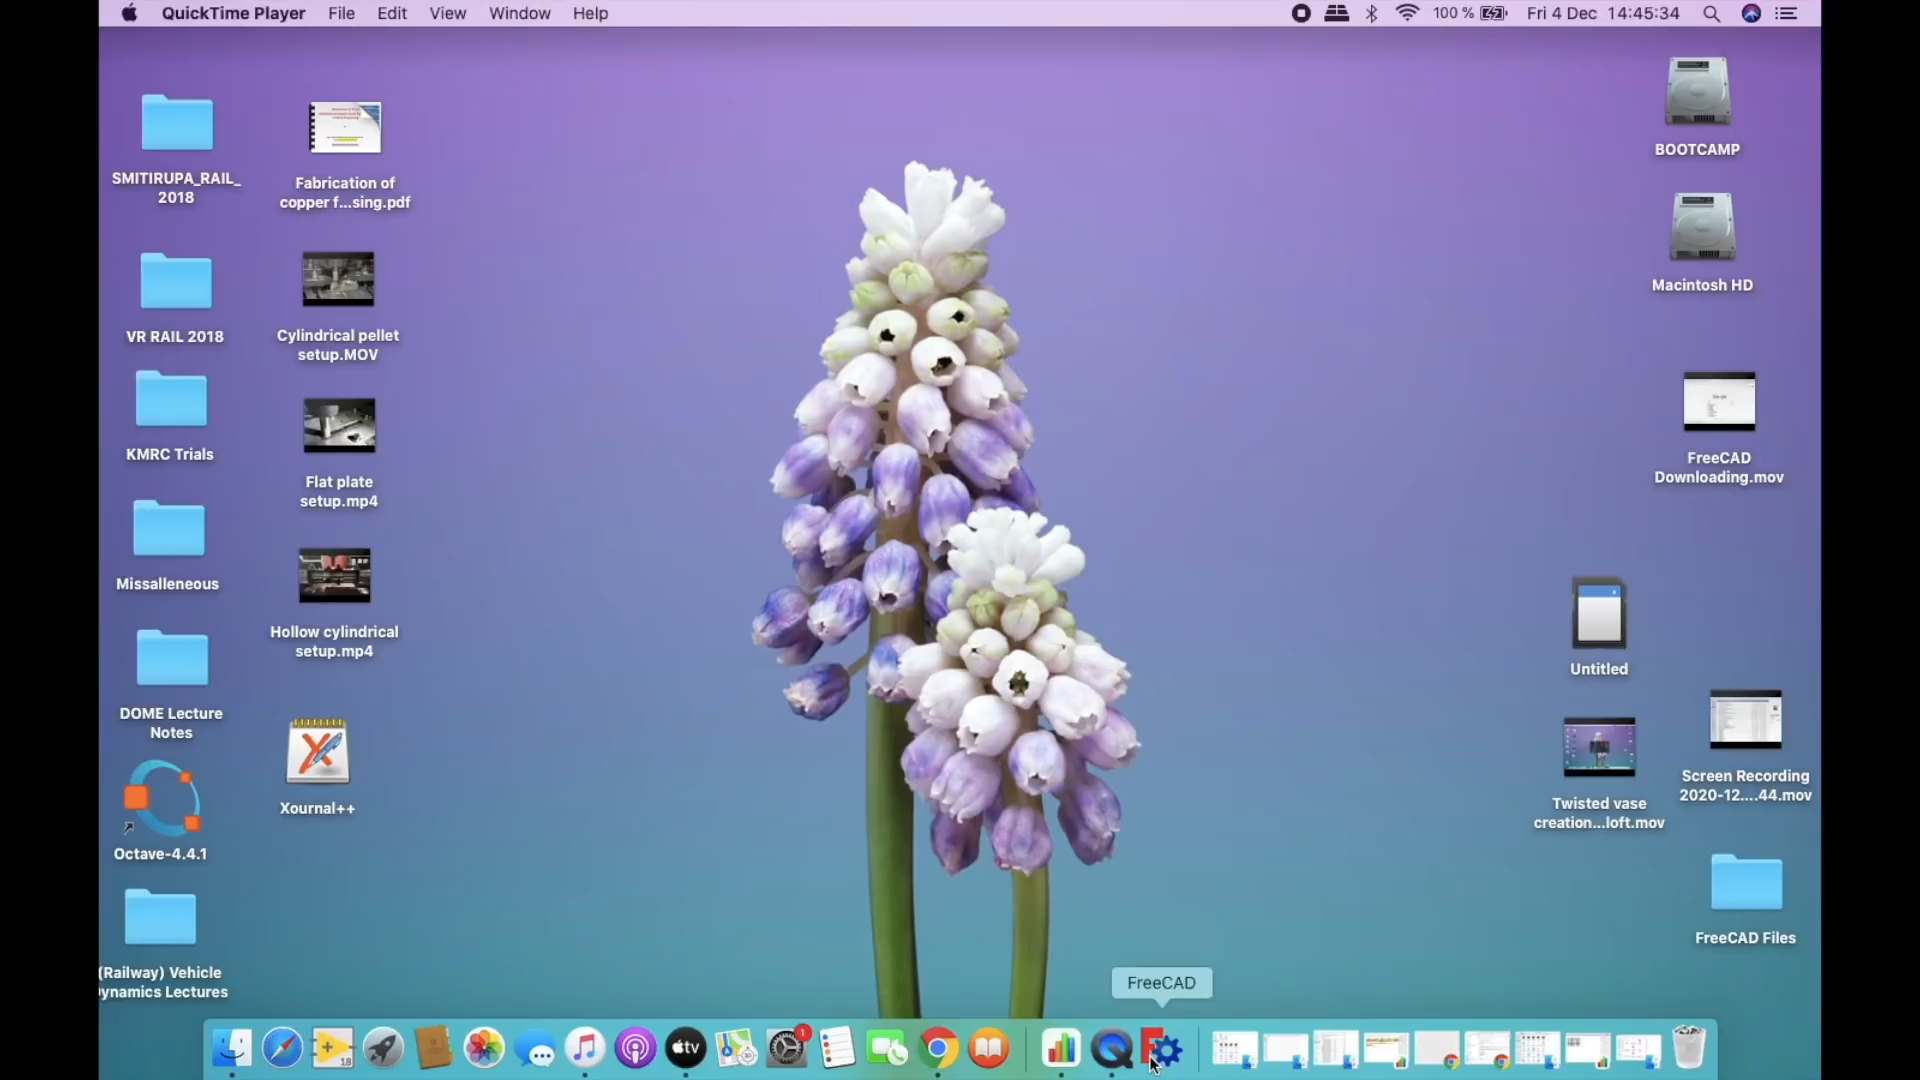 QuickTime Player File Edit View Window Help 100 % Fri 4 Dec 14:45:34
SMITIRUPA_RAIL_
2018
Fabrication of
copper f...sing.pdf
BOOTCAMP
Macintosh HD
VR RAIL 2018
Cylindrical pellet
setup.MOV
KMRC Trials
Flat plate
setup.mp4
FreeCAD
Downloading.mov
Missalleneous
Hollow cylindrical
setup.mp4
Untitled
DOME Lecture
Notes
Xournal++
Twisted vase
creation...loft.mov
Screen Recording
2020-12....44.mov
Octave-4.4.1
FreeCAD Files
(Railway) Vehicle
ynamics Lectures
FreeCAD
tv
18
1